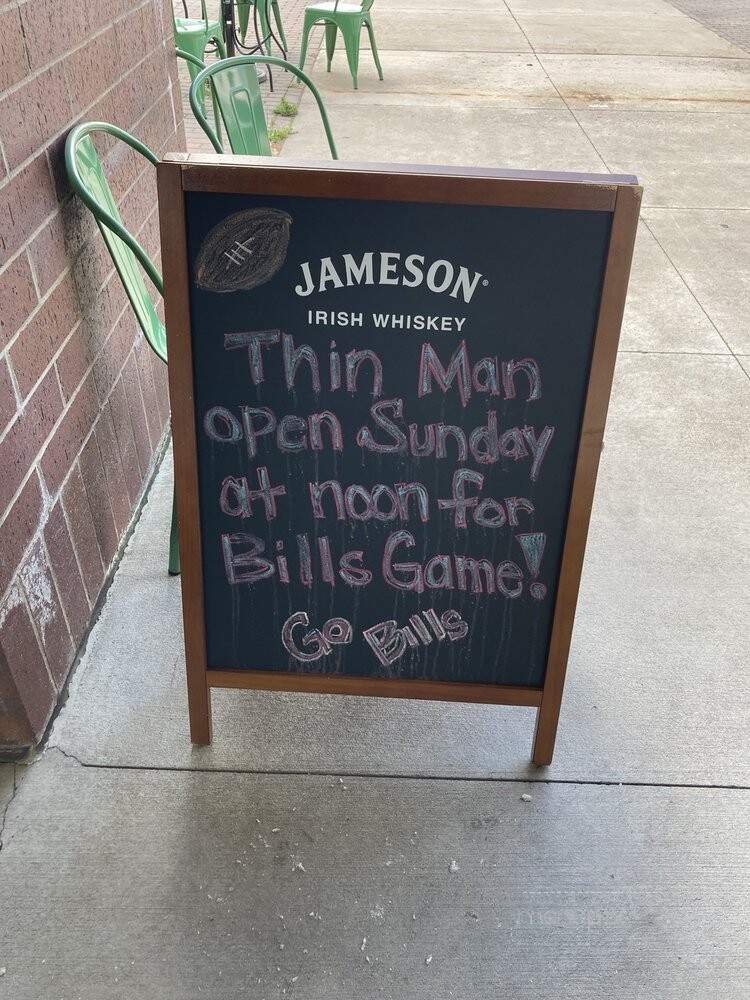 JAMESON®
IRISH WHISKEY
Thin Man
open Sunday
at noon for
Bills Game!
Go Bills